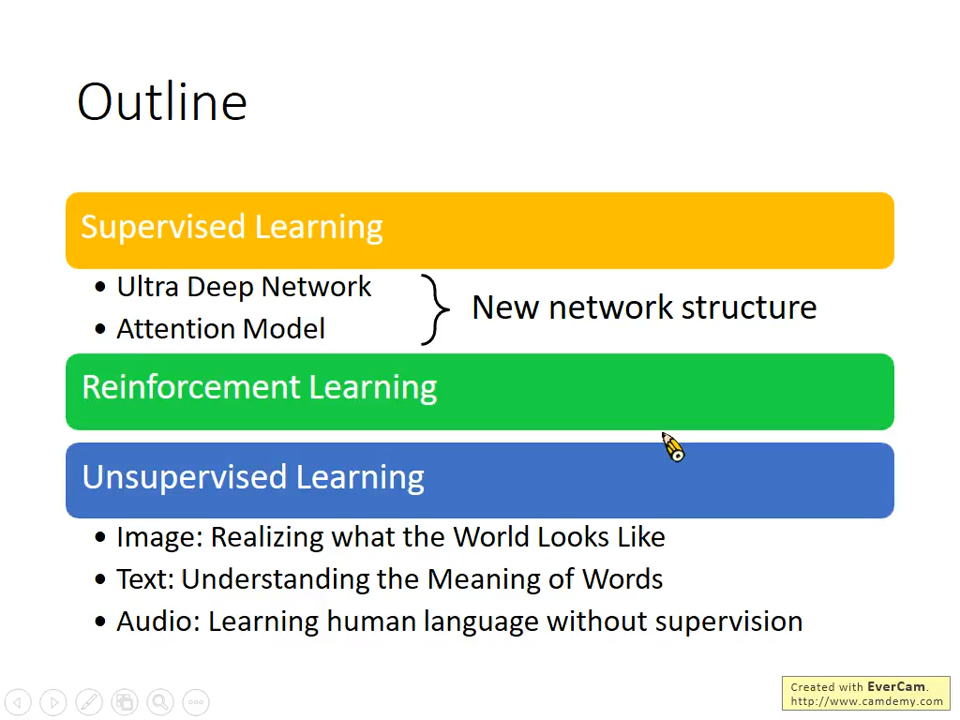 Outline
Supervised Learning
• Ultra Deep Network
• Attention Model
New network structure
Reinforcement Learning
Unsupervised Learning
• Image: Realizing what the World Looks Like
• Text: Understanding the Meaning of Words
• Audio: Learning human language without supervision
Created with EverCam.
http://www.camdemy.com